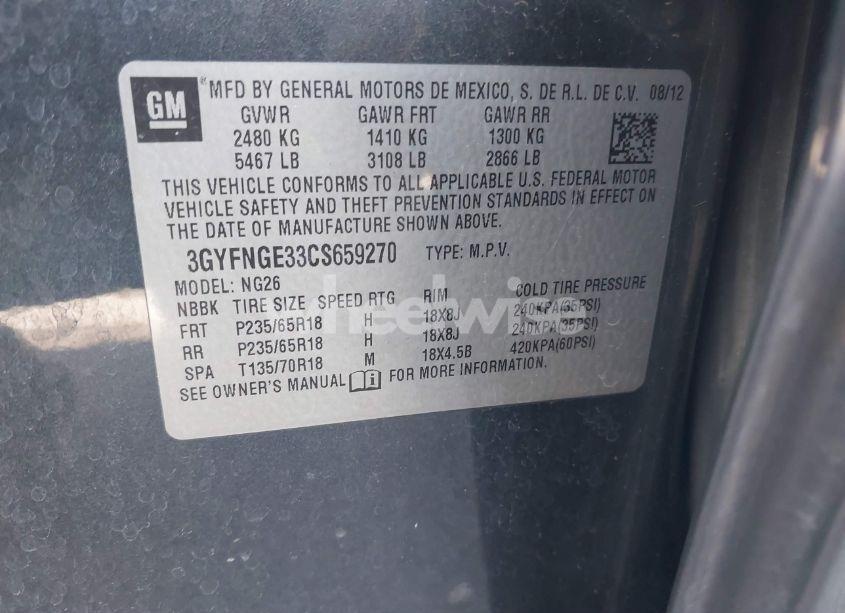 GM
® MFD BY GENERAL MOTORS DE MEXICO, S. DE R.L. DE C.V. 08/12
GVWR GAWR FRT GAWR RR
2480 KG 1410 KG 1300 KG
5467 LB 3108 LB 2866 LB
THIS VEHICLE CONFORMS TO ALL APPLICABLE U.S. FEDERAL MOTOR
VEHICLE SAFETY AND THEFT PREVENTION STANDARDS IN EFFECT ON
THE DATE OF MANUFACTURE SHOWN ABOVE.
3GYFNGE33CS659270 TYPE: M.P.V.
MODEL: NG26
NBBK TIRE SIZE SPEED RTG RIM COLD TIRE PRESSURE
FRT P235/65R18 H 18X8J 240KPA(35PSI)
RR P235/65R18 H 18X8J 240KPA(35PSI)
SPA T135/70R18 M 18X4.5B 420KPA(60PSI)
SEE OWNER'S MANUAL FOR MORE INFORMATION.